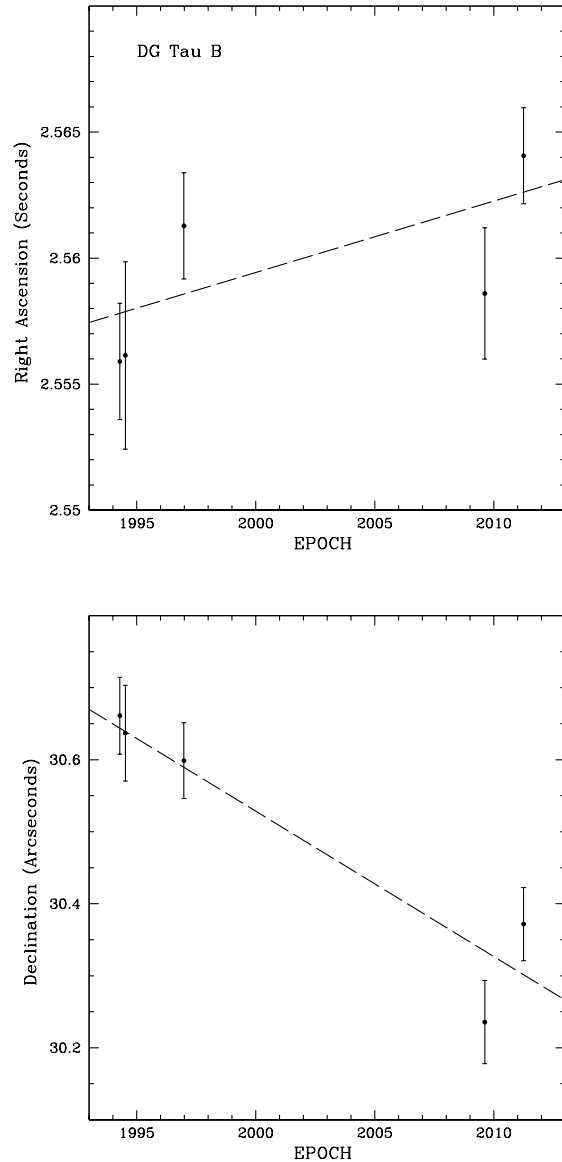 DG Tau B
2.565
2.56
2.555
2.55
Right Ascension (Seconds)
1995 2000 2005 2010
EPOCH
30.6
30.4
30.2
Declination (Arcseconds)
1995 2000 2005 2010
EPOCH